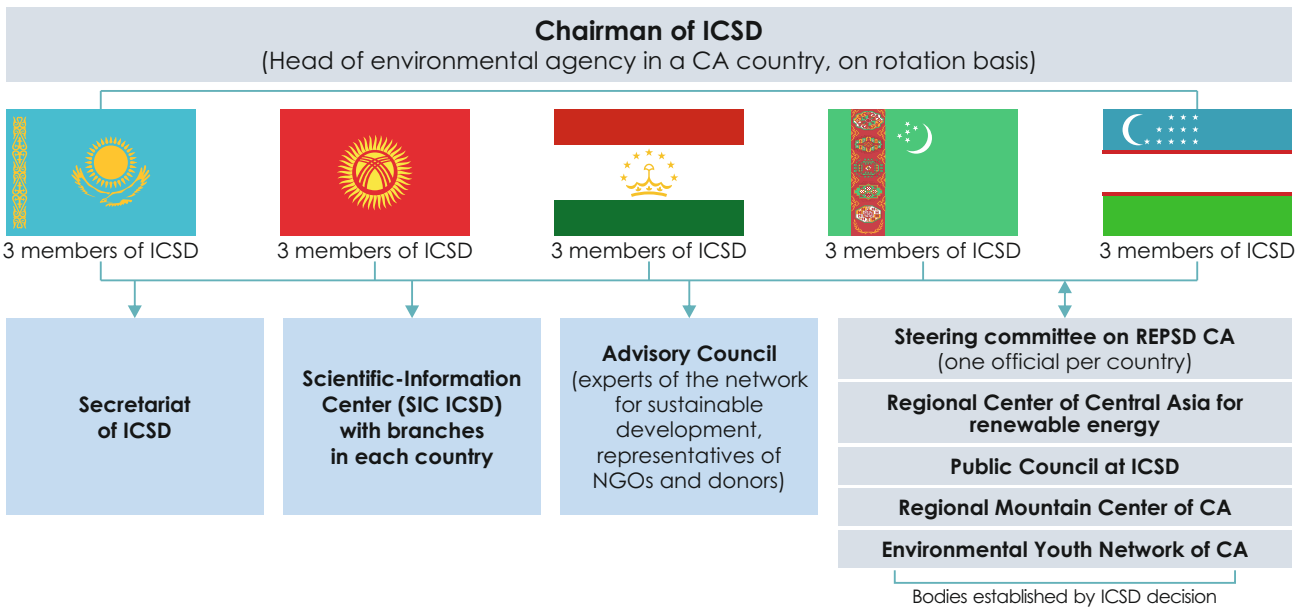 Chairman of ICSD
(Head of environmental agency in a CA country, on rotation basis)
3 members of ICSD
3 members of ICSD
3 members of ICSD
3 members of ICSD
3 members of ICSD
Secretariat
of ICSD
Scientific-Information
Center (SIC ICSD)
with branches
in each country
Advisory Council
(experts of the network
for sustainable
development,
representatives of
NGOs and donors)
Steering committee on REPSD CA
(one official per country)
Regional Center of Central Asia for
renewable energy
Public Council at ICSD
Regional Mountain Center of CA
Environmental Youth Network of CA
Bodies established by ICSD decision